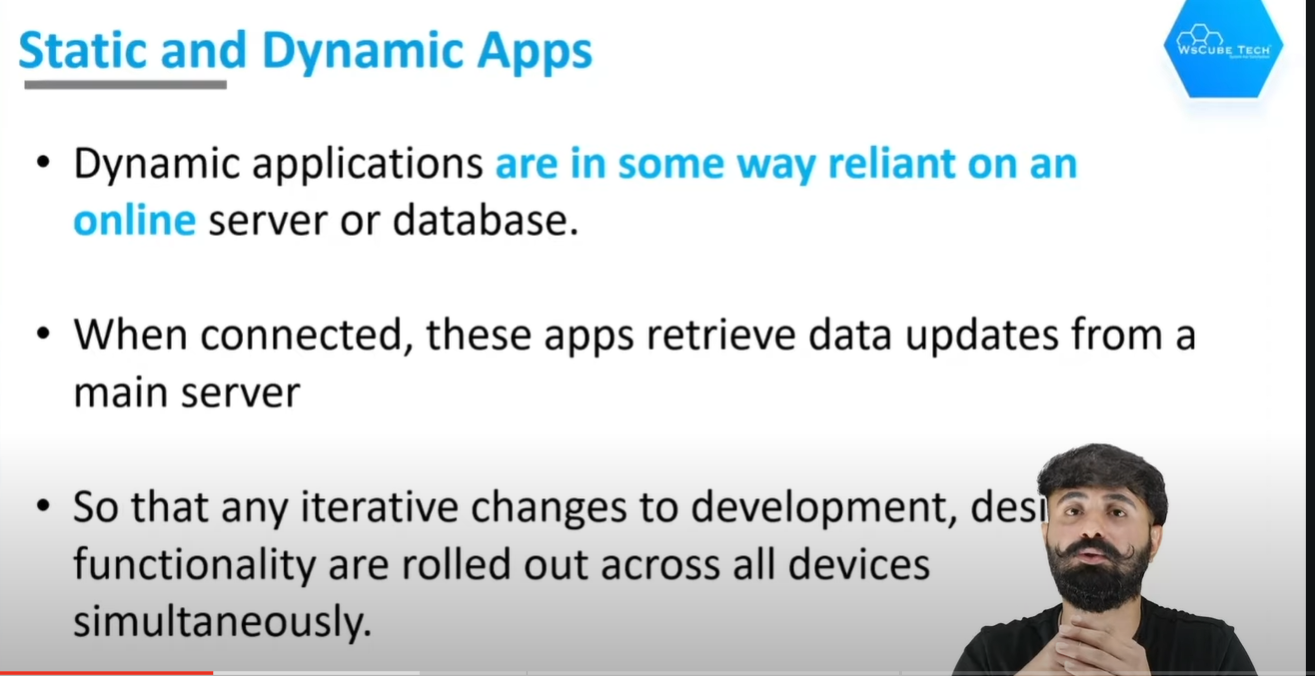 Static and Dynamic Apps
WsCUBE TECH
• Dynamic applications are in some way reliant on an
online server or database.
• When connected, these apps retrieve data updates from a
main server
• So that any iterative changes to development,
functionality are rolled out across all devices
simultaneously.